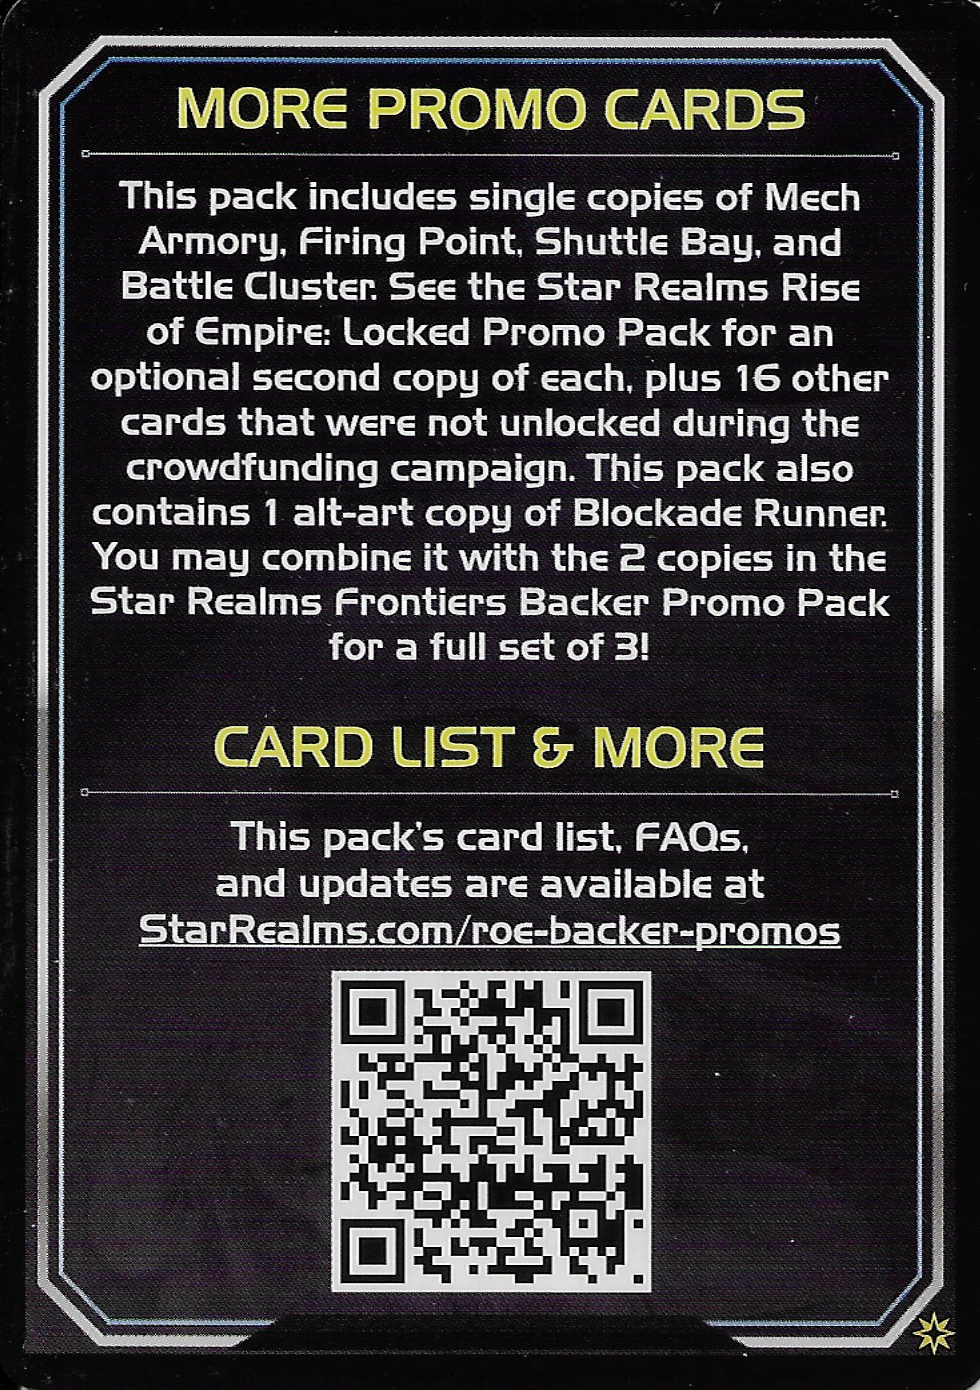 MORE PROMO CARDS
This pack includes single copies of Mech
Armory, Firing Point, Shuttle Bay, and
Battle Cluster. See the Star Realms Rise
of Empire: Locked Promo Pack for an
optional second copy of each, plus 16 other
cards that were not unlocked during the
crowdfunding campaign. This pack also
contains 1 alt-art copy of Blockade Runner.
You may combine it with the 2 copies in the
Star Realms Frontiers Backer Promo Pack
for a full set of 3!
CARD LIST & MORE
This pack's card list, FAQs,
and updates are available at
StarRealms.com/roe-backer-promos